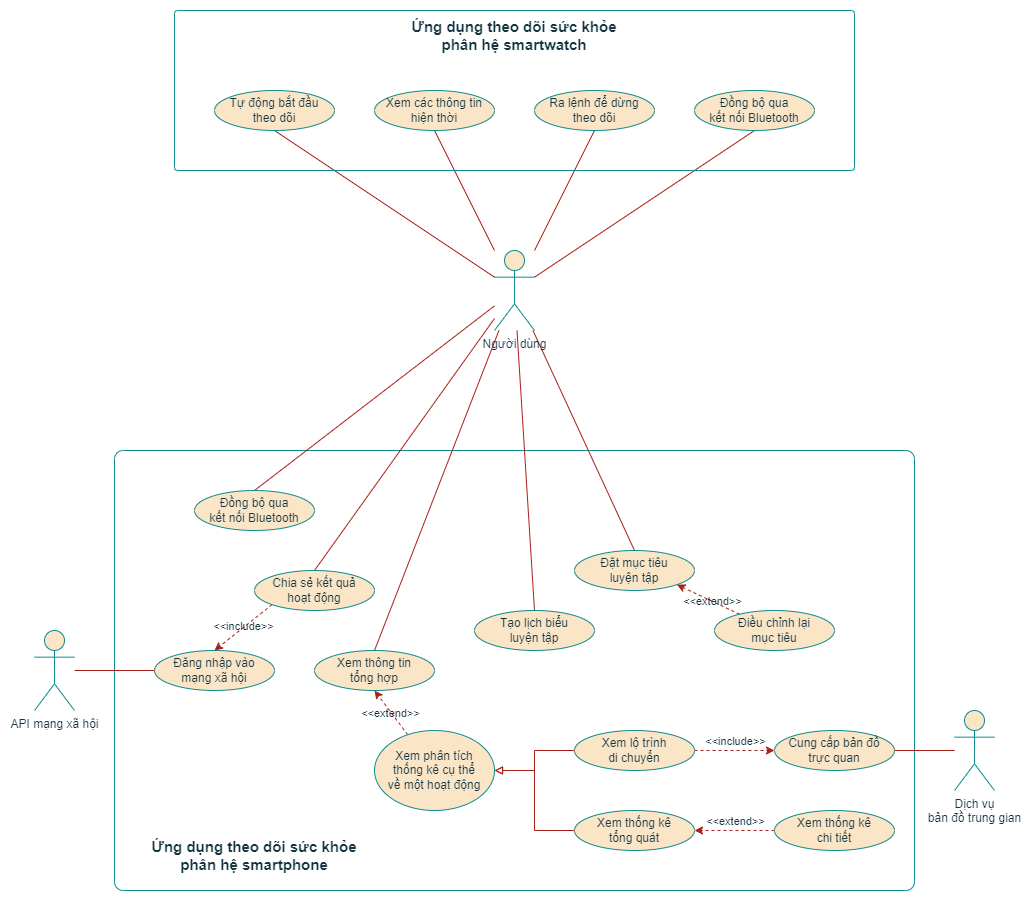 Ứng dụng theo dõi sức khỏe
phân hệ smartwatch
Tự động bắt đầu
theo dõi
Xem các thông tin
hiện thời
Ra lệnh để dừng
theo dõi
Đồng bộ qua
kết nối Bluetooth
Người dùng
Đồng bộ qua
kết nối Bluetooth
Đặt mục tiêu
luyện tập
Chia sẻ kết quả
hoạt động
<<extend>>
<<include>>
Tạo lịch biểu
luyện tập
Điều chỉnh lại
mục tiêu
Đăng nhập vào
mạng xã hội
Xem thông tin
tổng hợp
API mạng xã hội
<<extend>>
Xem phân tích
thống kê cụ thể
về một hoạt động
Xem lộ trình
di chuyển
<<include>>
Cung cấp bản đồ
trực quan
Dịch vụ
bản đồ trung gian
Xem thống kê
tổng quát
<<extend>>
Xem thống kê
chi tiết
Ứng dụng theo dõi sức khỏe
phân hệ smartphone